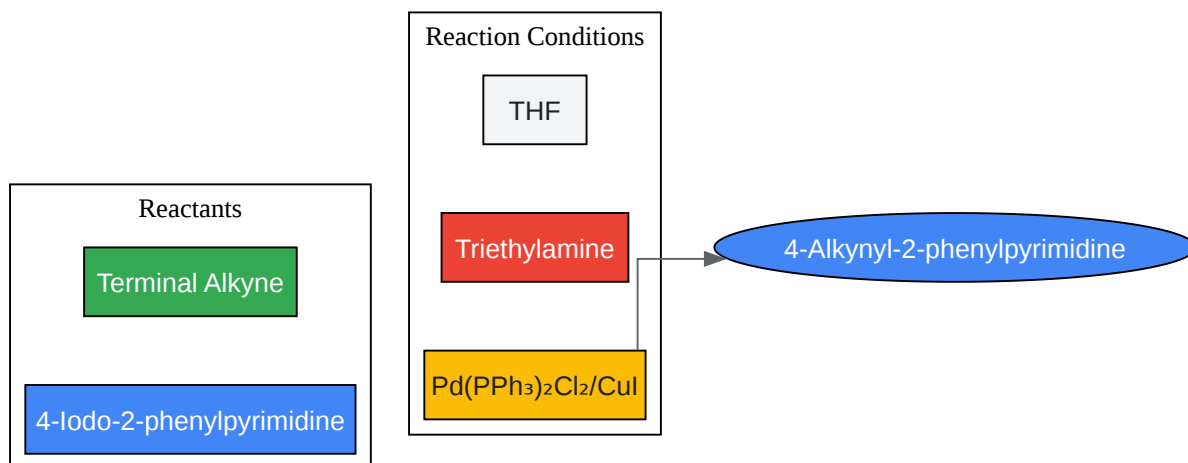 Reactants
Terminal Alkyne
4-Iodo-2-phenylpyrimidine
Reaction Conditions
THF
Triethylamine
Pd(PPh₃)₂Cl₂/CuI
4-Alkynyl-2-phenylpyrimidine